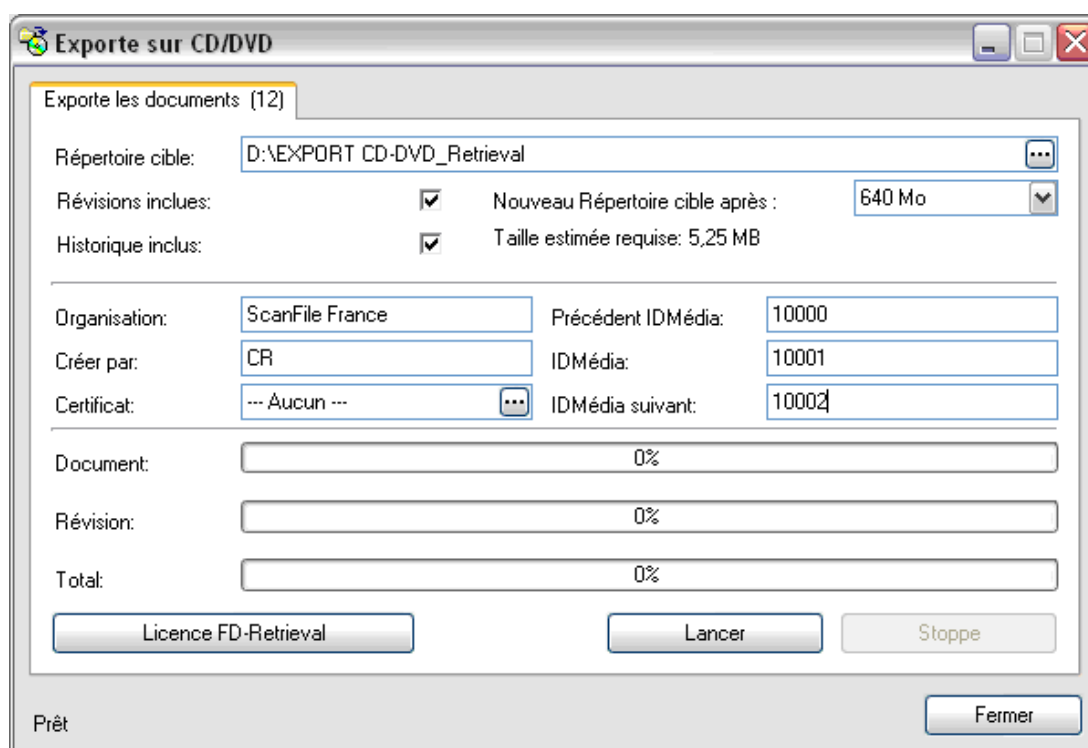 Exporte sur CD/DVD
Exporte les documents (12)
Répertoire cible: D:\EXPORT CD-DVD_Retrieval ...
Révisions inclues: Nouveau Répertoire cible après : 640 Mo
Historique inclus: Taille estimée requise: 5,25 MB
Organisation: ScanFile France Précédent IDMédia: 10000
Créer par: CR IDMédia: 10001
Certificat: --- Aucun --- ... IDMédia suivant: 10002
Document: 0%
Révision: 0%
Total: 0%
Licence FD-Retrieval Lancer Stoppe
Prêt Fermer